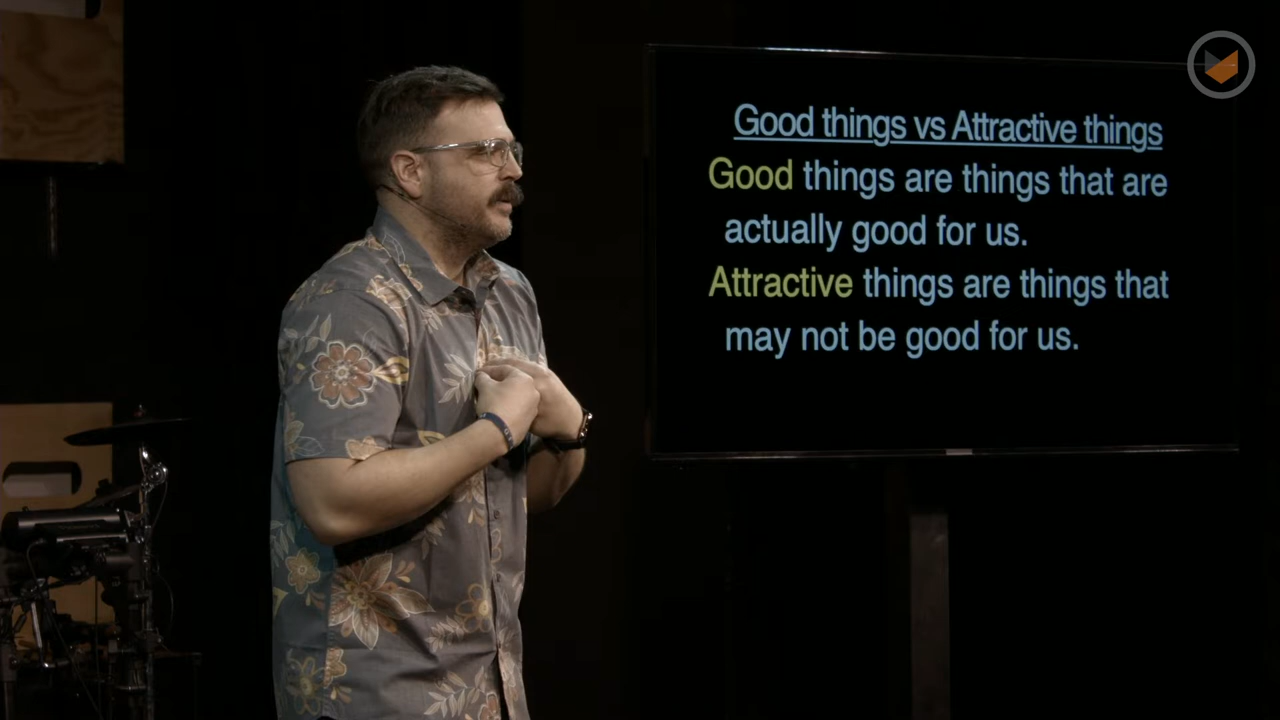 Good things vs Attractive things
Good things are things that are
actually good for us.
Attractive things are things that
may not be good for us.